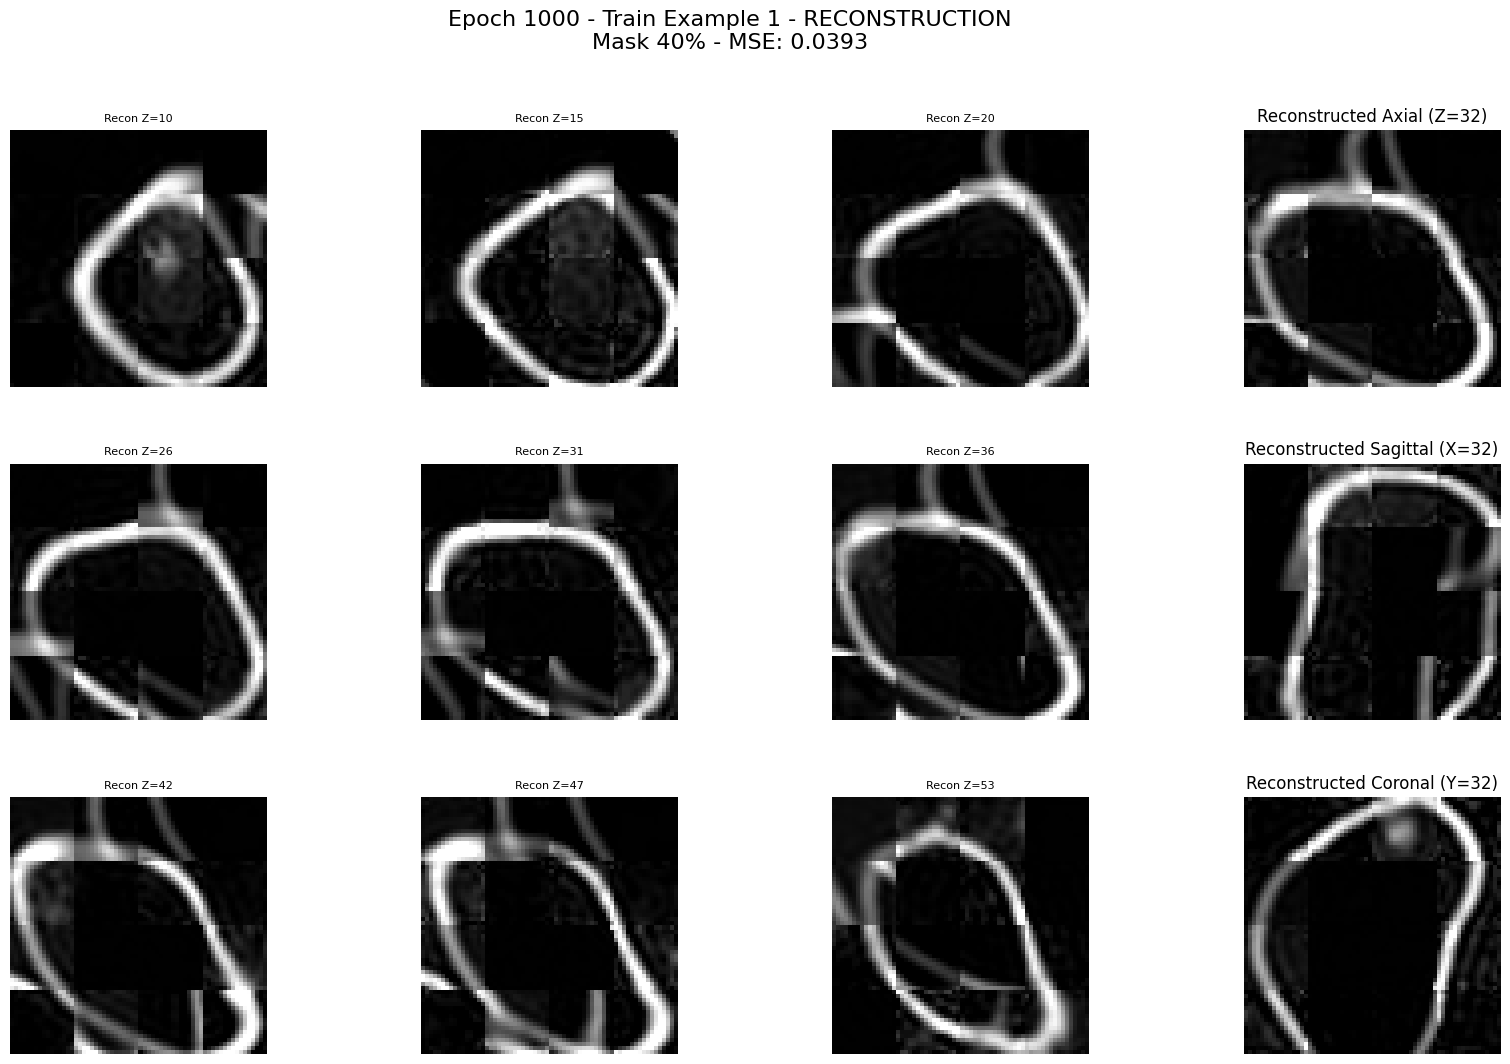 Epoch 1000 - Train Example 1 - RECONSTRUCTION
Mask 40% - MSE: 0.0393
Recon Z=10
Recon Z=15
Recon Z=20
Reconstructed Axial (Z=32)
Recon Z=26
Recon Z=31
Recon Z=36
Reconstructed Sagittal (X=32)
Recon Z=42
Recon Z=47
Recon Z=53
Reconstructed Coronal (Y=32)